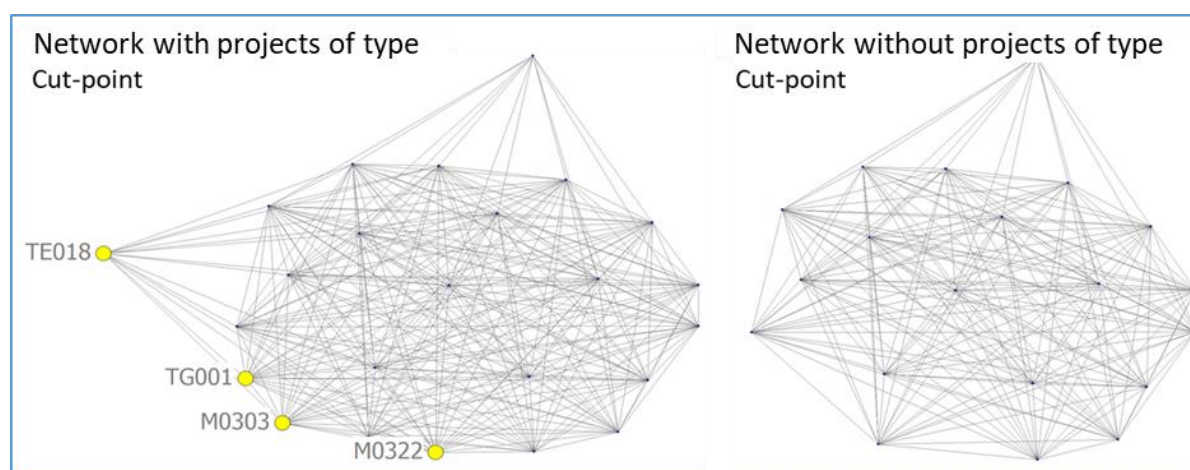 Network with projects of type
Cut-point
Network without projects of type
Cut-point
TE018
TG001
M0303
M0322